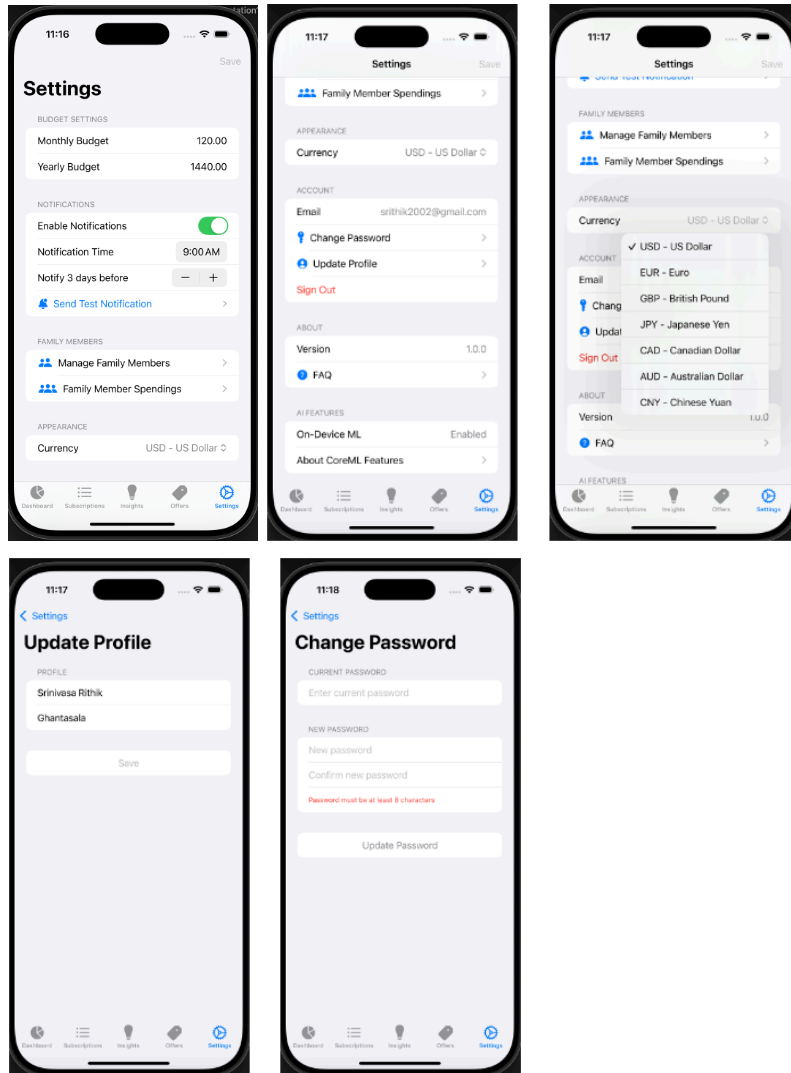 tation"
11:16
Save
Settings
BUDGET SETTINGS
Monthly Budget 120.00
Yearly Budget 1440.00
NOTIFICATIONS
Enable Notifications
Notification Time 9:00 AM
Notify 3 days before − +
Send Test Notification
FAMILY MEMBERS
Manage Family Members
Family Member Spendings
APPEARANCE
Currency USD - US Dollar
Dashboard Subscriptions Insights Offers Settings
11:17
Settings Save
Family Member Spendings
APPEARANCE
Currency USD - US Dollar
ACCOUNT
Email srithik2002@gmail.com
Change Password
Update Profile
Sign Out
ABOUT
Version 1.0.0
? FAQ
AI FEATURES
On-Device ML Enabled
About CoreML Features
Dashboard Subscriptions Insights Offers Settings
11:17
Settings Save
Send Test Notification
FAMILY MEMBERS
Manage Family Members
Family Member Spendings
APPEARANCE
Currency USD - US Dollar
✓ USD - US Dollar
ACCOUNT
EUR - Euro
Email
GBP - British Pound
Chang
JPY - Japanese Yen
Updat
CAD - Canadian Dollar
Sign Out
AUD - Australian Dollar
ABOUT
CNY - Chinese Yuan
Version 1.0.0
? FAQ
AI FEATURES
Dashboard Subscriptions Insights Offers Settings
11:17
Settings
Update Profile
PROFILE
Srinivasa Rithik
Ghantasala
Save
Dashboard Subscriptions Insights Offers Settings
11:18
Settings
Change Password
CURRENT PASSWORD
Enter current password
NEW PASSWORD
New password
Confirm new password
Password must be at least 8 characters
Update Password
Dashboard Subscriptions Insights Offers Settings